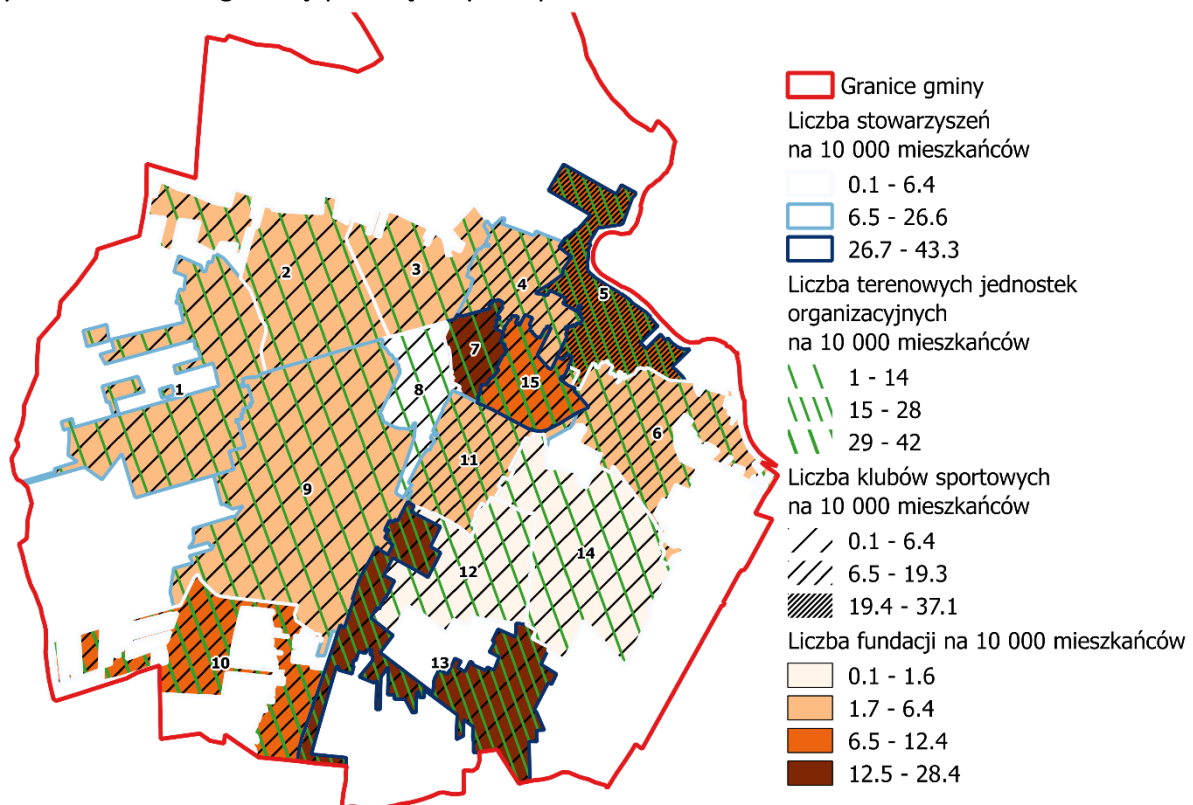 Granice gminy
Liczba stowarzyszeń
na 10 000 mieszkańców
0.1 - 6.4
6.5 - 26.6
26.7 - 43.3
Liczba terenowych jednostek
organizacyjnych
na 10 000 mieszkańców
1 - 14
15 - 28
29 - 42
Liczba klubów sportowych
na 10 000 mieszkańców
0.1 - 6.4
6.5 - 19.3
19.4 - 37.1
Liczba fundacji na 10 000 mieszkańców
0.1 - 1.6
1.7 - 6.4
6.5 - 12.4
12.5 - 28.4
2
3
4
5
7
15
1
8
6
11
9
14
12
10
13